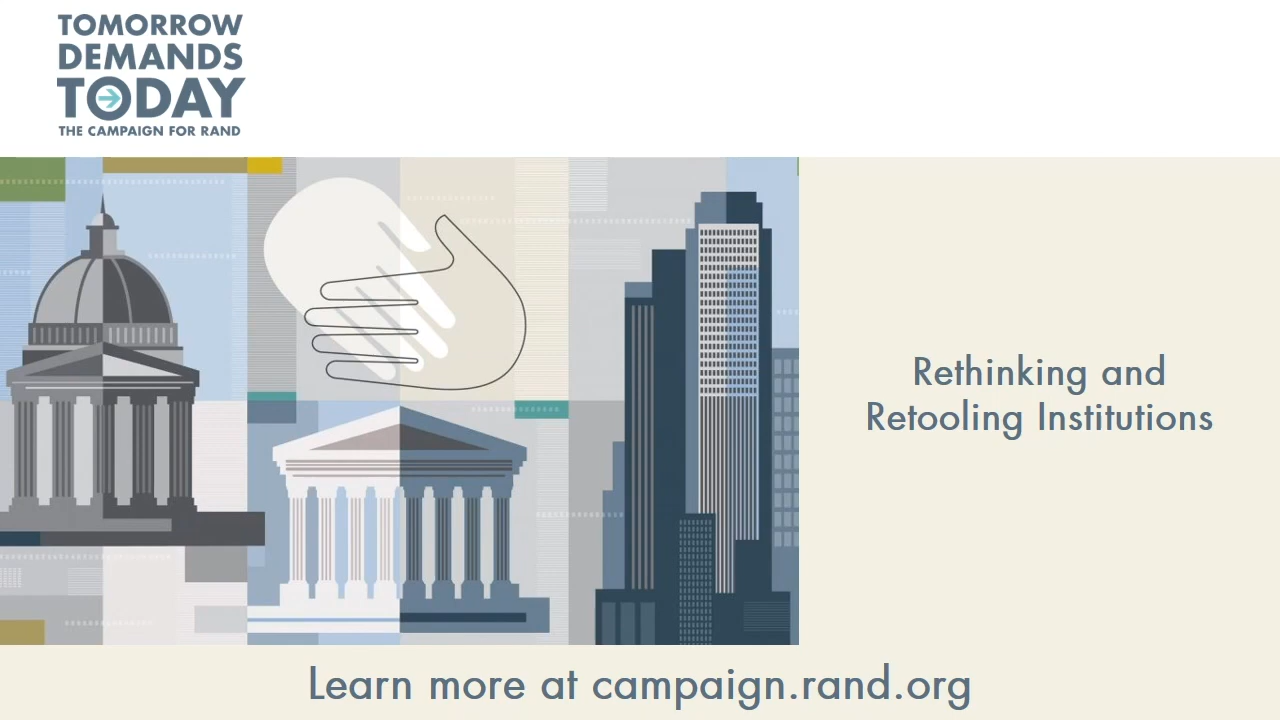 TOMORROW
DEMANDS
TODAY
THE CAMPAIGN FOR RAND
Rethinking and
Retooling Institutions
Learn more at campaign.rand.org